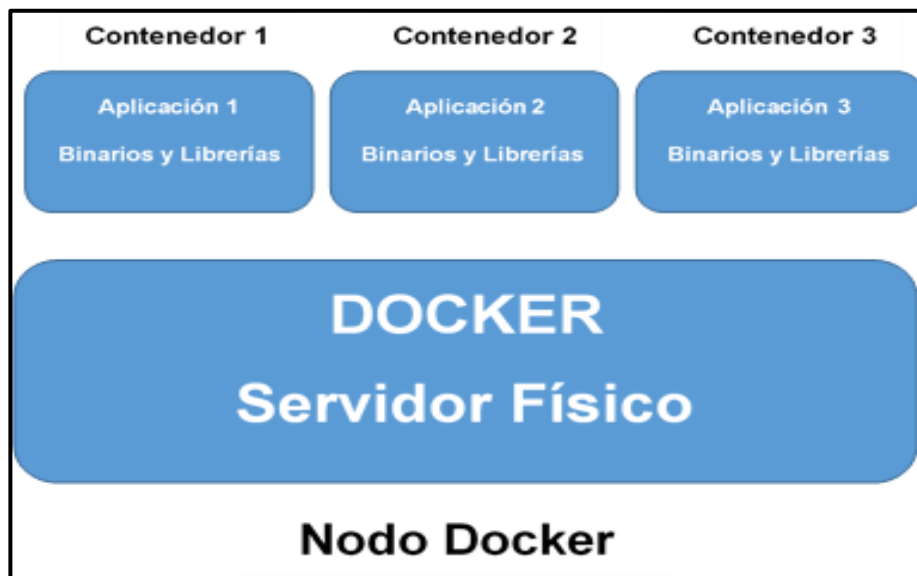 Contenedor 1 Contenedor 2 Contenedor 3
Aplicación 1 Aplicación 2 Aplicación 3
Binarios y Librerías Binarios y Librerías Binarios y Librerías
DOCKER
Servidor Físico
Nodo Docker